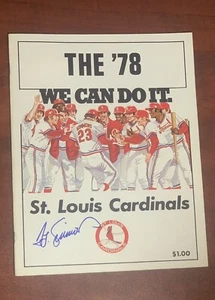 THE '78
WE CAN DO IT.
23
St. Louis Cardinals
$1.00